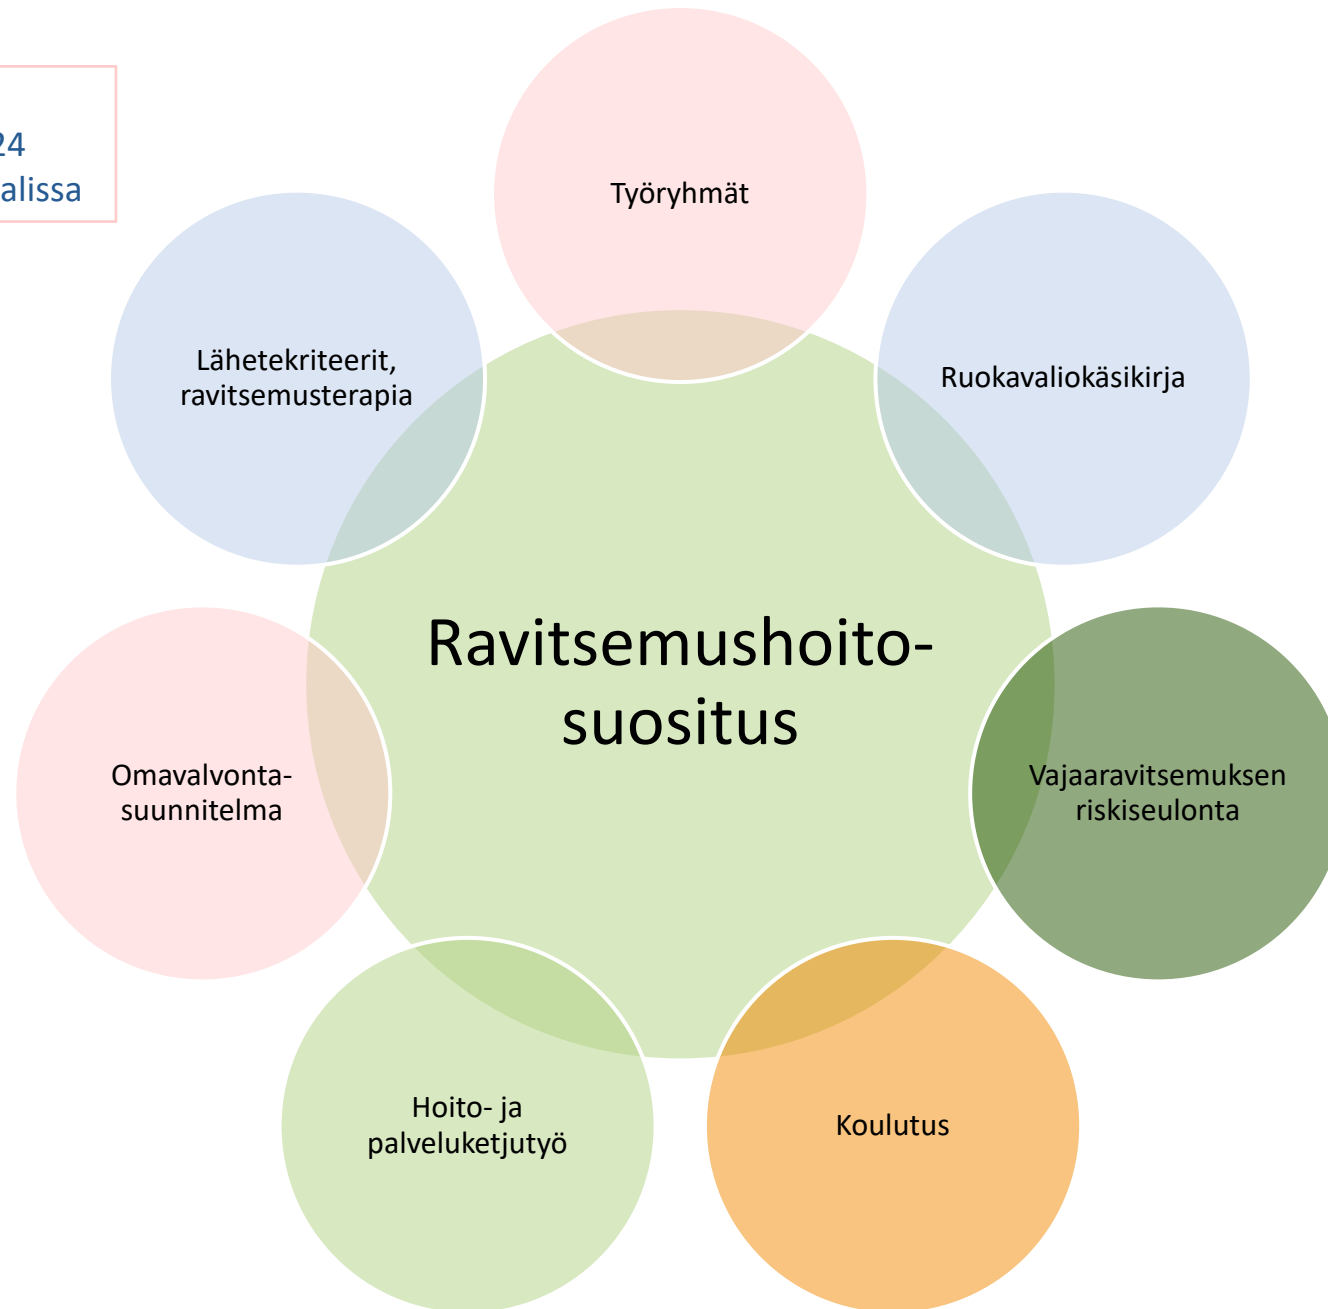 24
alissa
Työryhmät
Lähetekriteerit,
ravitsemusterapia
Ruokavaliokäsikirja
Ravitsemushoito-
suositus
Omavalvonta-
suunnitelma
Vajaaravitsemuksen
riskiseulonta
Hoito- ja
palveluketjutyö
Koulutus